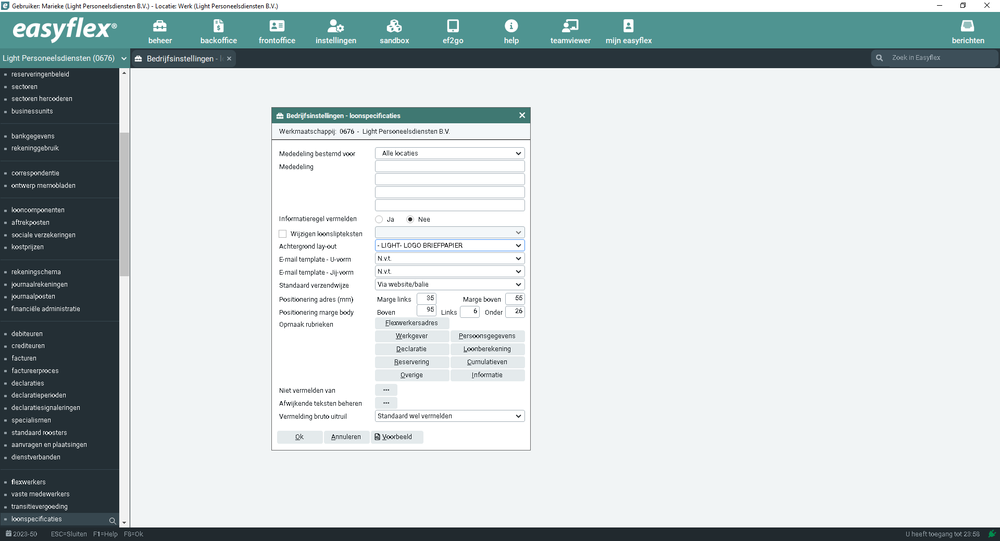 Gebruiker: Marieke (Light Personeelsdiensten B.V.) - Locatie: Werk (Light Personeelsdiensten B.V.)
easyflex®
beheer
backoffice
frontoffice
instellingen
sandbox
ef2go
help
teamviewer
mijn easyflex
berichten
Light Personeelsdiensten (0676)
Bedrijfsinstellingen -
Zoek in Easyflex
reserveringenbeleid
sectoren
sectoren hercoderen
businessunits
bankgegevens
rekeninggebruik
correspondentie
ontwerp memobladen
looncomponenten
aftrekposten
sociale verzekeringen
kostprijzen
rekeningschema
journaalrekeningen
journaalposten
financiële administratie
debiteuren
crediteuren
facturen
factureerproces
declaraties
declaratieperioden
declaratiesignaleringen
specialismen
standaard roosters
aanvragen en plaatsingen
dienstverbanden
flexwerkers
vaste medewerkers
transitievergoeding
loonspecificaties
Bedrijfsinstellingen - loonspecificaties
Werkmaatschappij: 0676 - Light Personeelsdiensten B.V.
Mededeling bestemd voor Alle locaties
Mededeling
Informatieregel vermelden Ja Nee
Wijzigen loonslipteksten
Achtergrond lay-out - LIGHT- LOGO BRIEFPAPIER
E-mail template - U-vorm N.v.t.
E-mail template - Jij-vorm N.v.t.
Standaard verzendwijze Via website/balie
Positionering adres (mm) Marge links 35 Marge boven 55
Positionering marge body Boven 95 Links 6 Onder 26
Opmaak rubrieken Flexwerkersadres
Werkgever Persoonsgegevens
Declaratie Loonberekening
Reservering Cumulatieven
Overige Informatie
Niet vermelden van ...
Afwijkende teksten beheren ...
Vermelding bruto uitruil Standaard wel vermelden
Ok Annuleren Voorbeeld
2023-50 ESC=Sluiten F1=Help F8=Ok
U heeft toegang tot 23:58